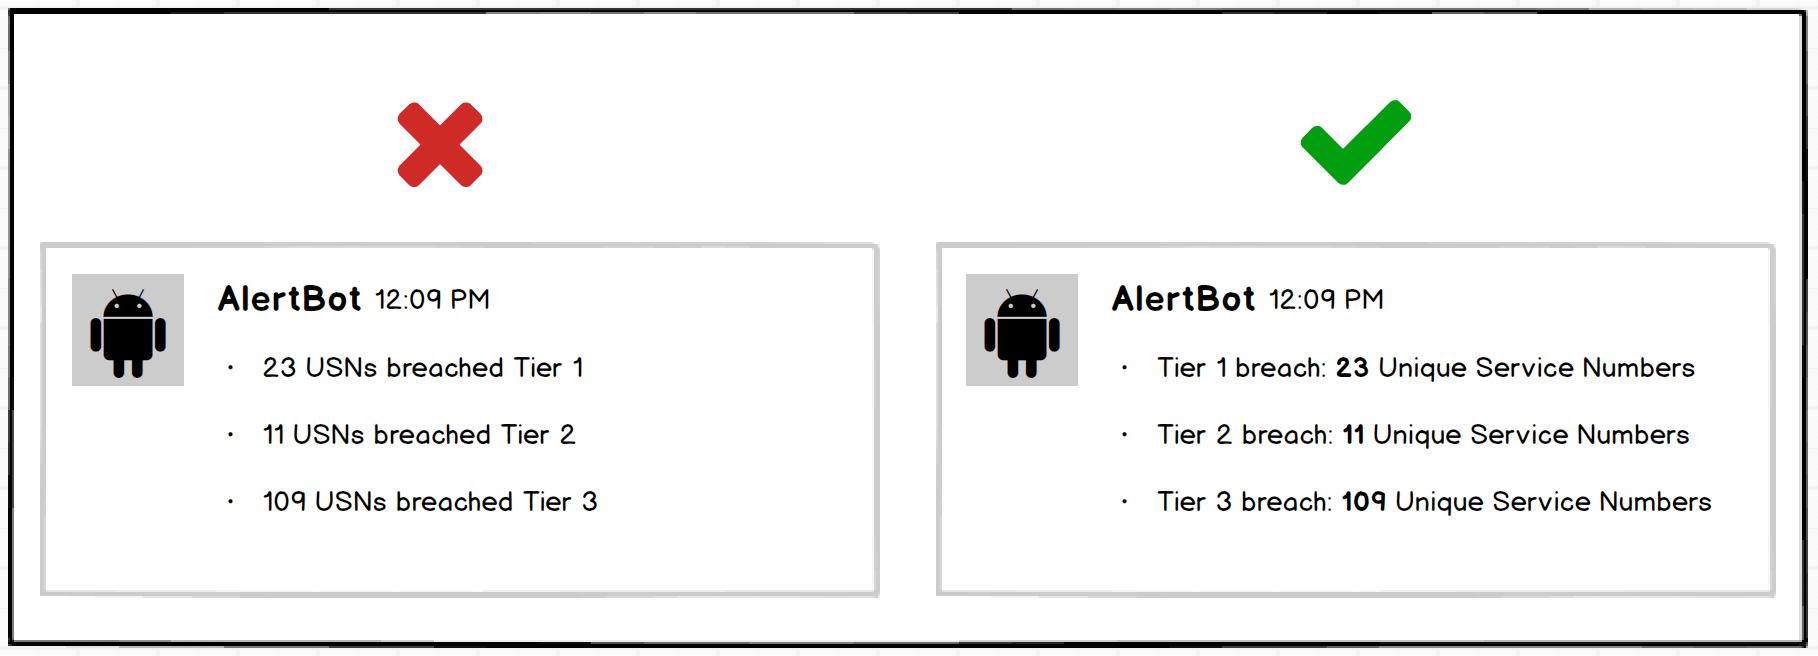 AlertBot 12:09 PM
· 23 USNs breached Tier 1
· 11 USNs breached Tier 2
· 109 USNs breached Tier 3
AlertBot 12:09 PM
· Tier 1 breach: 23 Unique Service Numbers
· Tier 2 breach: 11 Unique Service Numbers
· Tier 3 breach: 109 Unique Service Numbers